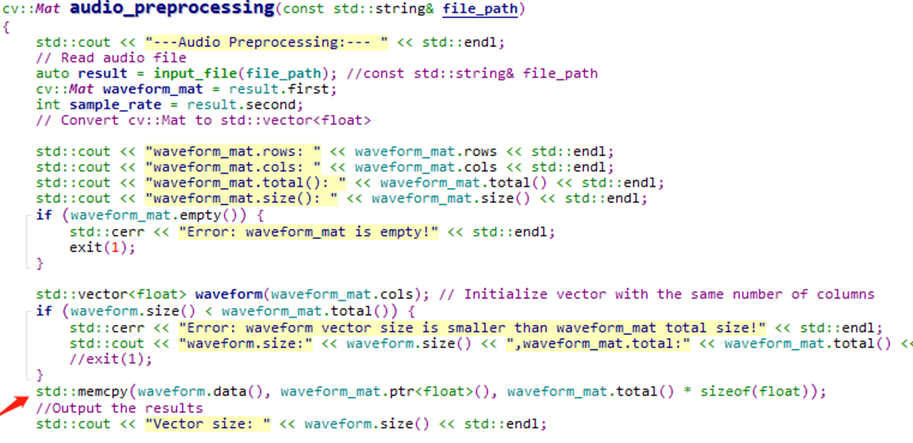 cv::Mat audio_preprocessing(const std::string& file_path)
{
    std::cout << "---Audio Preprocessing:--- " << std::endl;
    // Read audio file
    auto result = input_file(file_path); //const std::string& file_path
    cv::Mat waveform_mat = result.first;
    int sample_rate = result.second;
    // Convert cv::Mat to std::vector<float>
    std::cout << "waveform_mat.rows: " << waveform_mat.rows << std::endl;
    std::cout << "waveform_mat.cols: " << waveform_mat.cols << std::endl;
    std::cout << "waveform_mat.total(): " << waveform_mat.total() << std::endl;
    std::cout << "waveform_mat.size(): " << waveform_mat.size() << std::endl;
    if (waveform_mat.empty()) {
        std::cerr << "Error: waveform_mat is empty!" << std::endl;
        exit(1);
    }
    std::vector<float> waveform(waveform_mat.cols); // Initialize vector with the same number of columns
    if (waveform.size() < waveform_mat.total()) {
        std::cerr << "Error: waveform vector size is smaller than waveform_mat total size!" << std::endl;
        std::cout << "waveform.size:" << waveform.size() << ",waveform_mat.total:" << waveform_mat.total() <<
        //exit(1);
    }
    std::memcpy(waveform.data(), waveform_mat.ptr<float>(), waveform_mat.total() * sizeof(float));
    //Output the results
    std::cout << "Vector size: " << waveform.size() << std::endl;